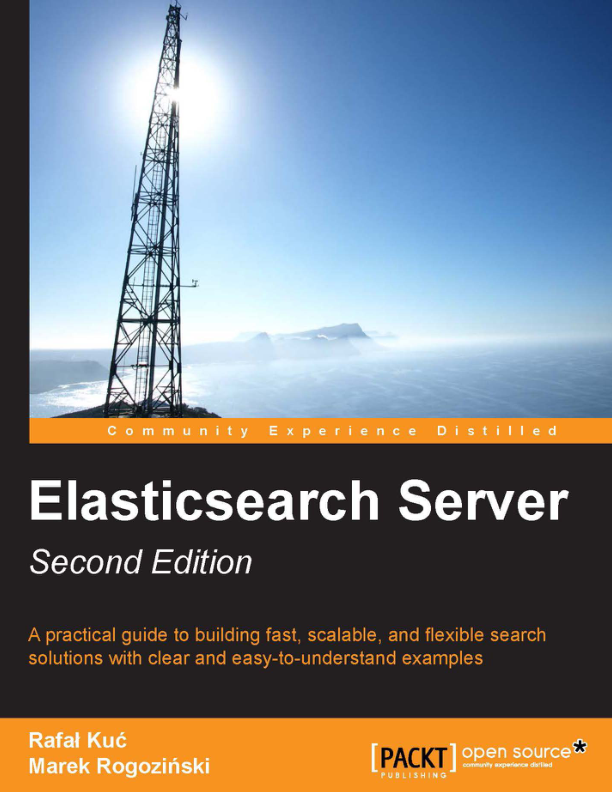 Community Experience Distilled
Elasticsearch Server
Second Edition
A practical guide to building fast, scalable, and flexible search
solutions with clear and easy-to-understand examples
Rafał Kuć
Marek Rogoziński
[PACKT] open source*
PUBLISHING community experience distilled